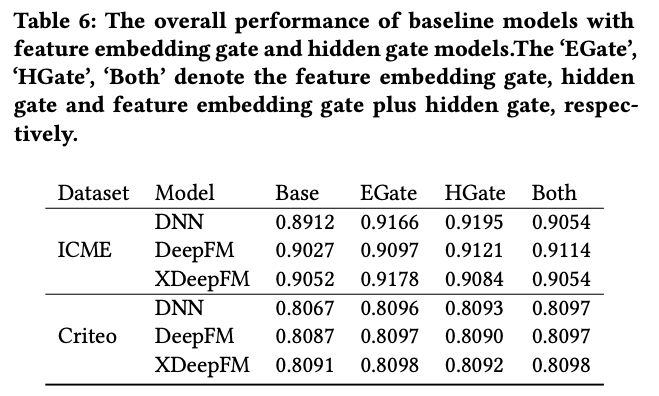 Table 6: The overall performance of baseline models with
feature embedding gate and hidden gate models.The ‘EGate’,
‘HGate’, ‘Both’ denote the feature embedding gate, hidden
gate and feature embedding gate plus hidden gate, respec-
tively.
Dataset Model Base EGate HGate Both
DNN 0.8912 0.9166 0.9195 0.9054
ICME DeepFM 0.9027 0.9097 0.9121 0.9114
XDeepFM 0.9052 0.9178 0.9084 0.9054
DNN 0.8067 0.8096 0.8093 0.8097
Criteo DeepFM 0.8087 0.8097 0.8090 0.8097
XDeepFM 0.8091 0.8098 0.8092 0.8098